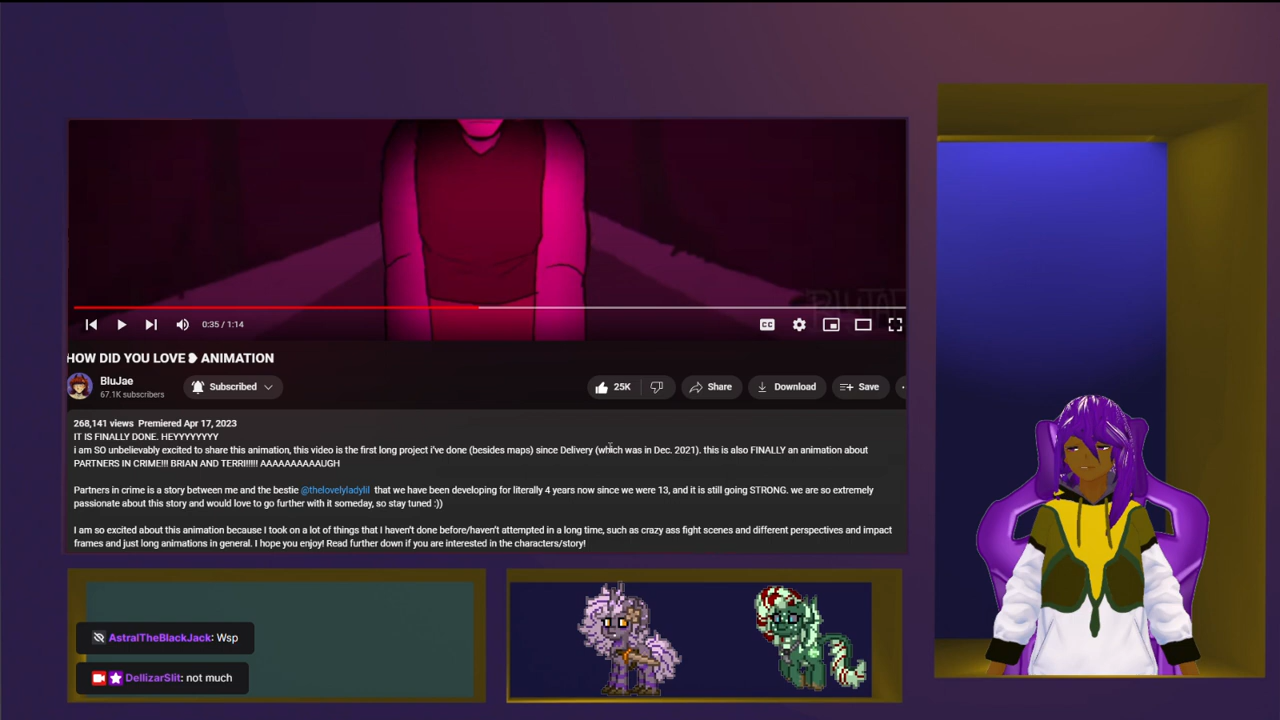 BLUJAE
0:35 / 1:14
CC
HOW DID YOU LOVE ❥ ANIMATION
BluJae
67.1K subscribers
Subscribed
25K
Share
Download
Save
268,141 views Premiered Apr 17, 2023
IT IS FINALLY DONE. HEYYYYYYY
i am SO unbelievably excited to share this animation, this video is the first long project i've done (besides maps) since Delivery (which was in Dec. 2021). this is also FINALLY an animation about
PARTNERS IN CRIME!!! BRIAN AND TERRI!!!!! AAAAAAAAAAUGH
Partners in crime is a story between me and the bestie @thelovelyladylil that we have been developing for literally 4 years now since we were 13, and it is still going STRONG. we are so extremely
passionate about this story and would love to go further with it someday, so stay tuned :))
I am so excited about this animation because I took on a lot of things that I haven't done before/haven't attempted in a long time, such as crazy ass fight scenes and different perspectives and impact
frames and just long animations in general. I hope you enjoy! Read further down if you are interested in the characters/story!
AstralTheBlackJack: Wsp
DellizarSlit: not much